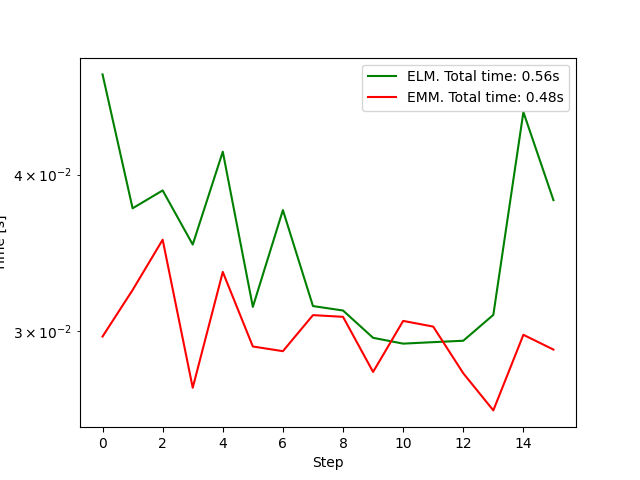 ELM. Total time: 0.56s
EMM. Total time: 0.48s
4 × 10⁻²
3 × 10⁻²
Time [s]
0 2 4 6 8 10 12 14
Step